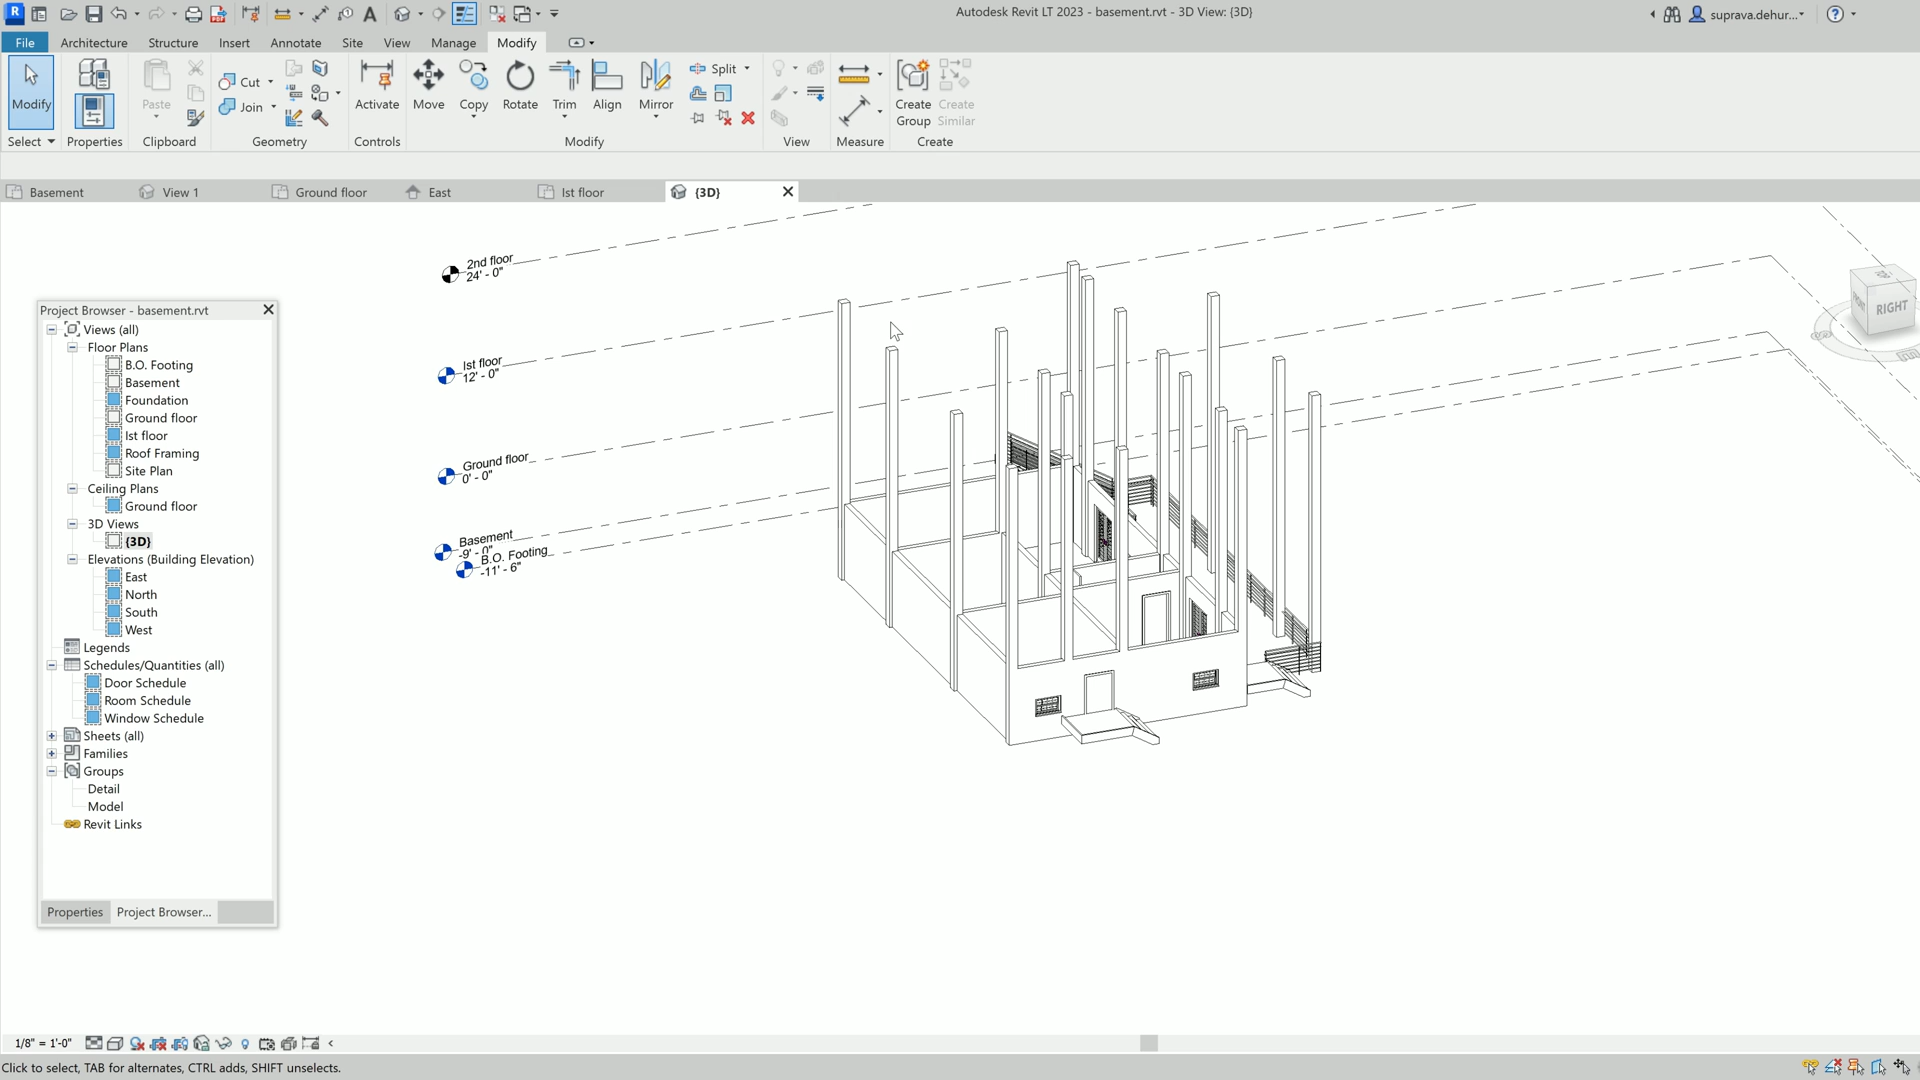 Autodesk Revit LT 2023 - basement.rvt - 3D View: {3D}
suprava.dehur...
File Architecture Structure Insert Annotate Site View Manage Modify
Modify
Select
Properties
Paste
Clipboard
Cut
Join
Geometry
Activate
Controls
Move
Copy
Rotate
Trim
Align
Mirror
Split
Modify
View
Measure
Create Group
Create Similar
Create
Basement
View 1
Ground floor
East
Ist floor
{3D}
2nd floor
24' - 0"
Ist floor
12' - 0"
Ground floor
0' - 0"
Basement
-9' - 0"
B.O. Footing
-11' - 6"
RIGHT
Project Browser - basement.rvt
Views (all)
Floor Plans
B.O. Footing
Basement
Foundation
Ground floor
Ist floor
Roof Framing
Site Plan
Ceiling Plans
Ground floor
3D Views
{3D}
Elevations (Building Elevation)
East
North
South
West
Legends
Schedules/Quantities (all)
Door Schedule
Room Schedule
Window Schedule
Sheets (all)
Families
Groups
Detail
Model
Revit Links
Properties
Project Browser...
1/8" = 1'-0"
Click to select, TAB for alternates, CTRL adds, SHIFT unselects.